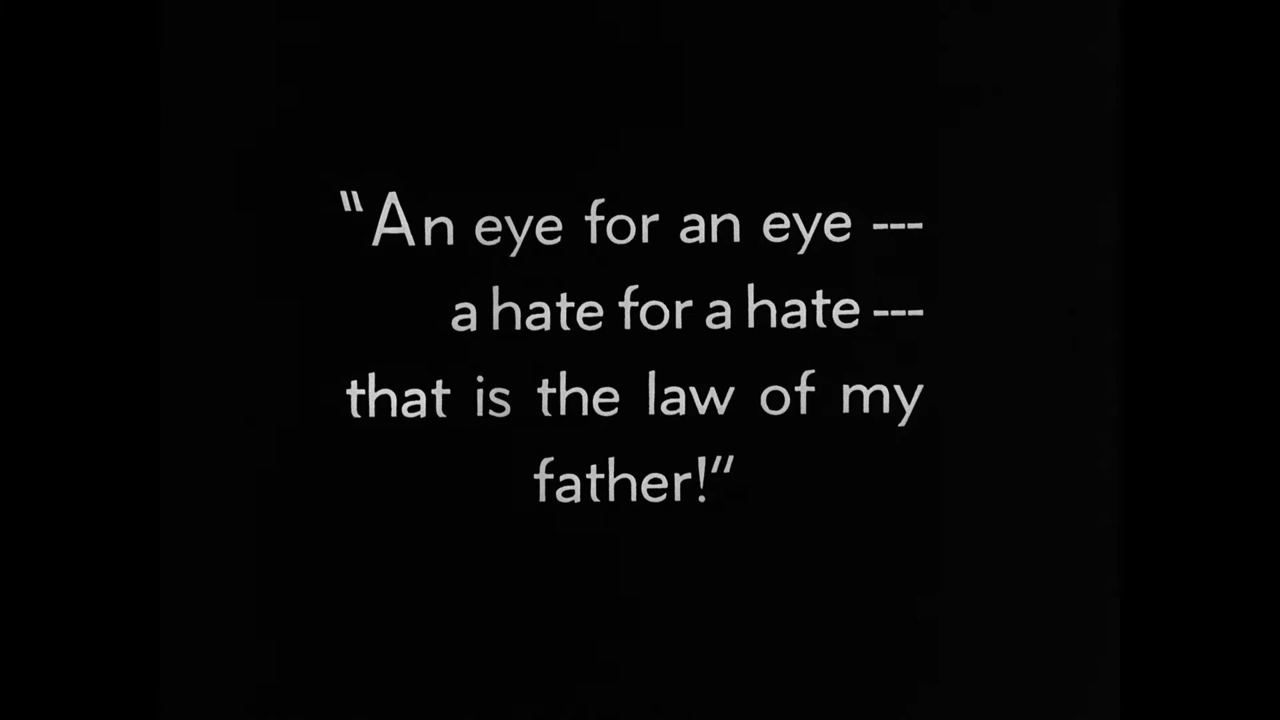 "An eye for an eye ---
a hate for a hate ---
that is the law of my
father!"